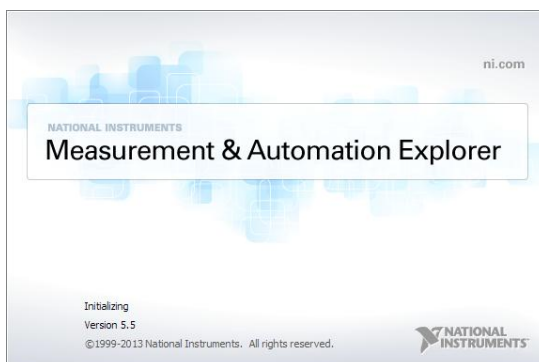 ni.com
NATIONAL INSTRUMENTS
Measurement & Automation Explorer
Initializing
Version 5.5
©1999-2013 National Instruments. All rights reserved.
NATIONAL
INSTRUMENTS